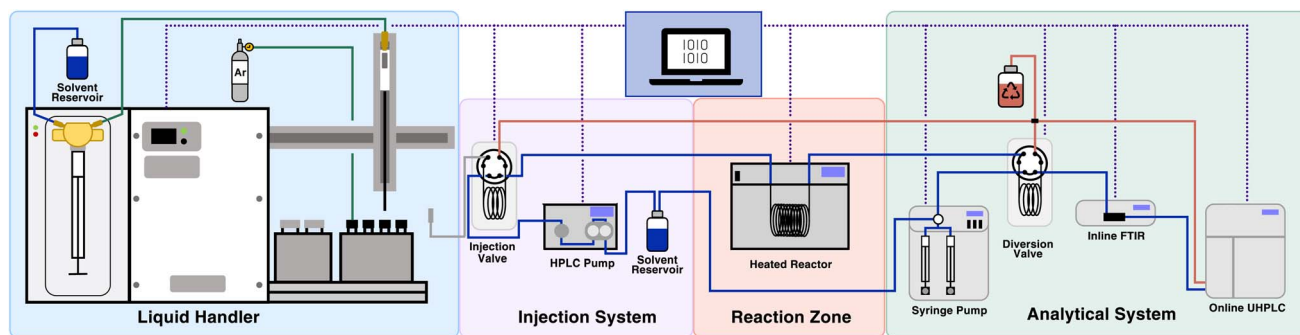 Solvent
Reservoir
Ar
1010
1010
Injection
Valve
HPLC Pump
Solvent
Reservoir
Heated Reactor
Syringe Pump
Diversion
Valve
Inline FTIR
Online UHPLC
Liquid Handler
Injection System
Reaction Zone
Analytical System